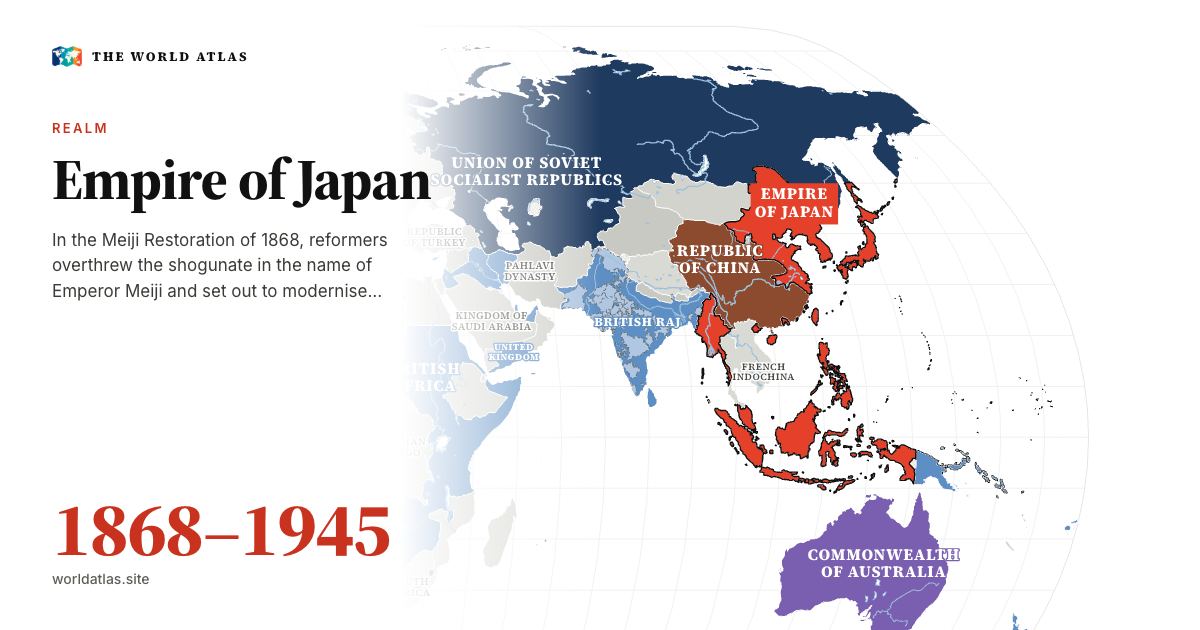 THE WORLD ATLAS
REALM
Empire of Japan
In the Meiji Restoration of 1868, reformers
overthrew the shogunate in the name of
Emperor Meiji and set out to modernise...
1868–1945
worldatlas.site
UNION OF SOVIET
SOCIALIST REPUBLICS
EMPIRE
OF JAPAN
REPUBLIC
OF TURKEY
REPUBLIC
OF CHINA
PAHLAVI
DYNASTY
KINGDOM OF
SAUDI ARABIA
BRITISH RAJ
UNITED
KINGDOM
FRENCH
INDOCHINA
COMMONWEALTH
OF AUSTRALIA